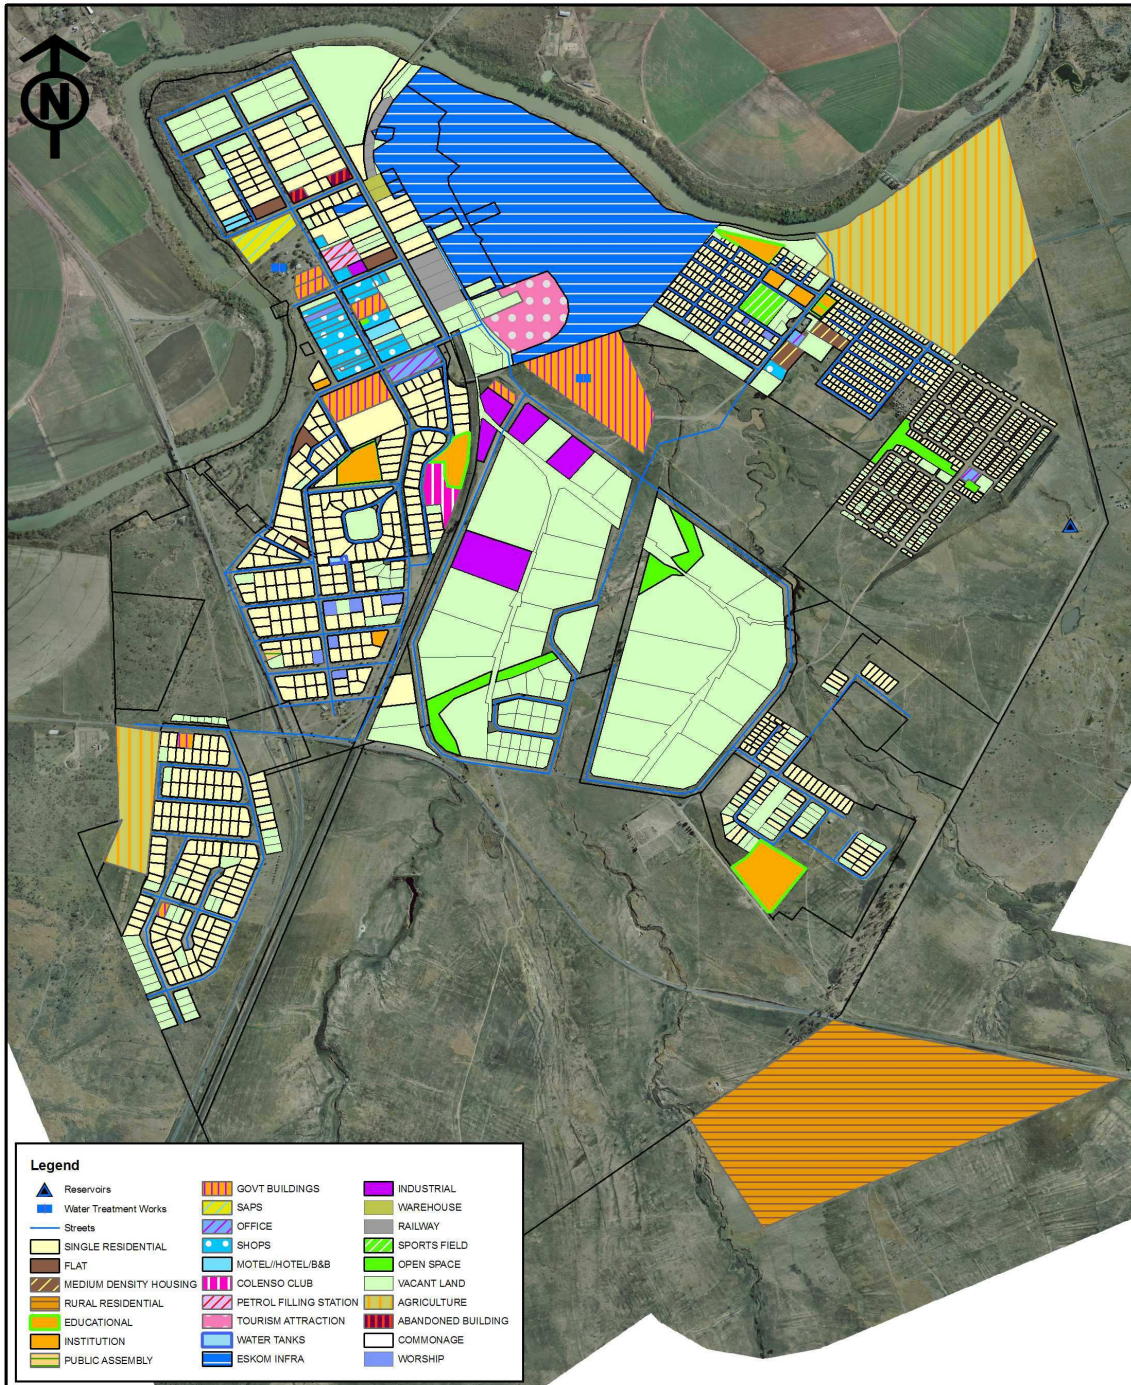 N
Legend
Reservoirs
Water Treatment Works
Streets
SINGLE RESIDENTIAL
FLAT
MEDIUM DENSITY HOUSING
RURAL RESIDENTIAL
EDUCATIONAL
INSTITUTION
PUBLIC ASSEMBLY
GOVT BUILDINGS
SAPS
OFFICE
SHOPS
MOTEL//HOTEL/B&B
COLENSO CLUB
PETROL FILLING STATION
TOURISM ATTRACTION
WATER TANKS
ESKOM INFRA
INDUSTRIAL
WAREHOUSE
RAILWAY
SPORTS FIELD
OPEN SPACE
VACANT LAND
AGRICULTURE
ABANDONED BUILDING
COMMONAGE
WORSHIP